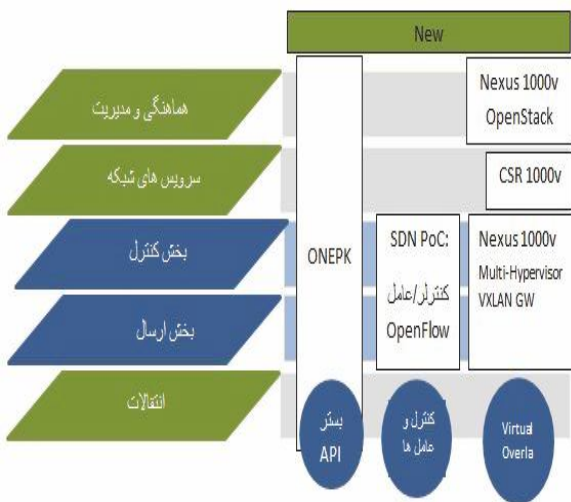 New
هماهنگی و مدیریت
سرویس های شبکه
بخش کنترل
بخش ارسال
انتقالات
ONEPK
بستر
API
SDN PoC:
کنترلر/عامل
OpenFlow
کنترل و
عامل ها
Nexus 1000v
OpenStack
CSR 1000v
Nexus 1000v
Multi-Hypervisor
VXLAN GW
Virtual
Overla